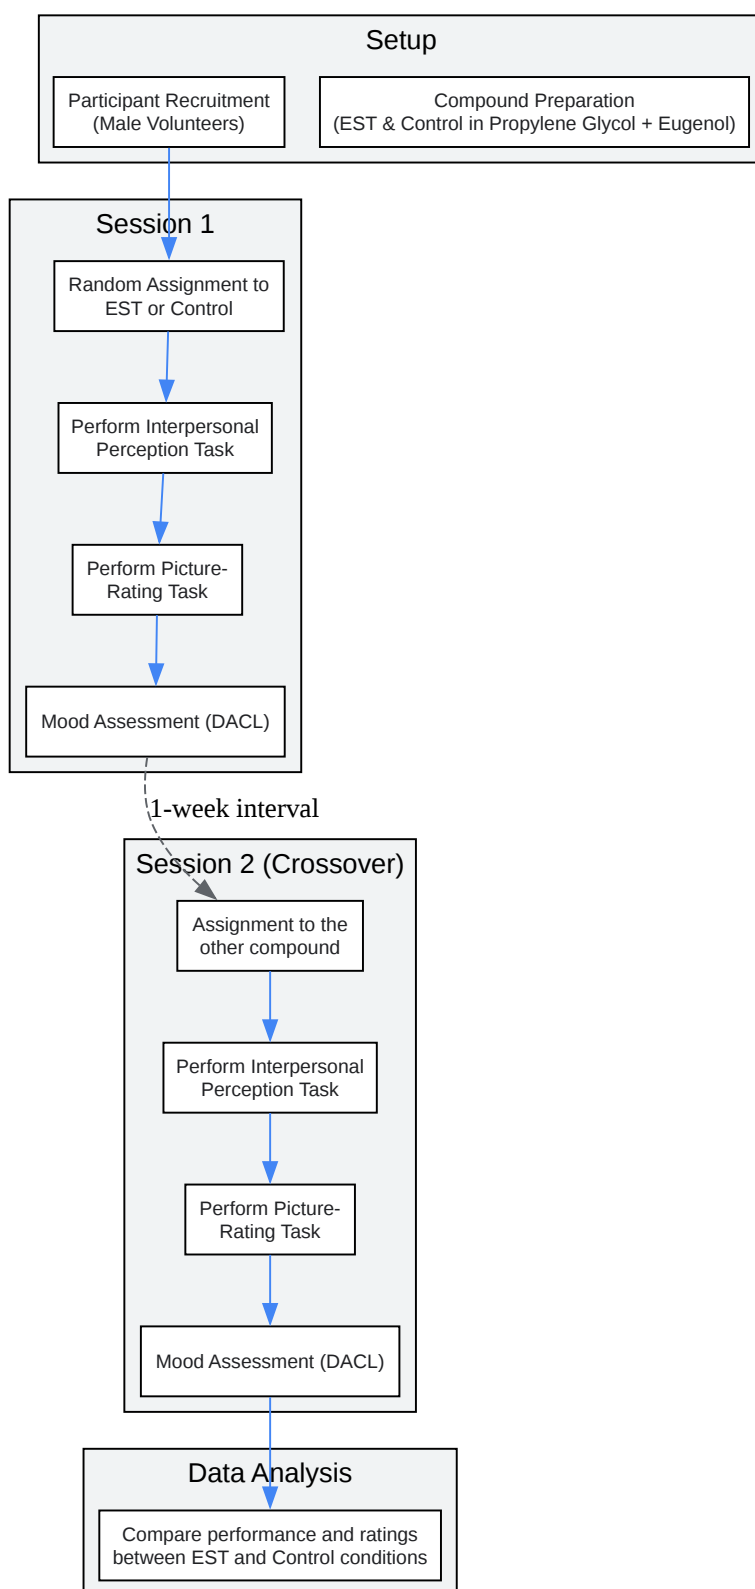 Setup
Participant Recruitment
(Male Volunteers)
Compound Preparation
(EST & Control in Propylene Glycol + Eugenol)
Session 1
Random Assignment to
EST or Control
Perform Interpersonal
Perception Task
Perform Picture-
Rating Task
Mood Assessment (DACL)
1-week interval
Session 2 (Crossover)
Assignment to the
other compound
Perform Interpersonal
Perception Task
Perform Picture-
Rating Task
Mood Assessment (DACL)
Data Analysis
Compare performance and ratings
between EST and Control conditions